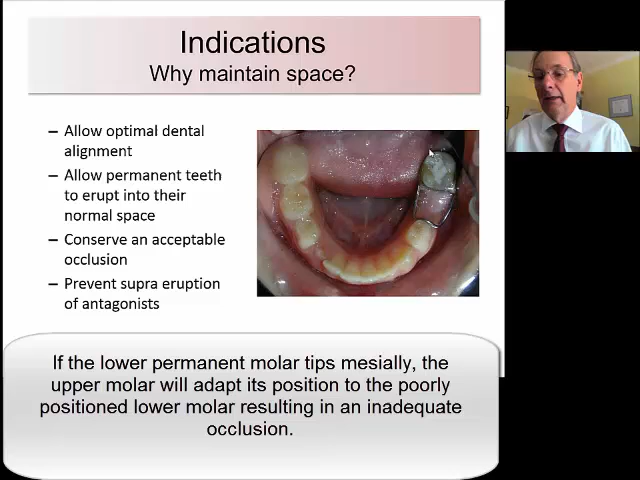 Indications
Why maintain space?
– Allow optimal dental
alignment
– Allow permanent teeth
to erupt into their
normal space
– Conserve an acceptable
occlusion
– Prevent supra eruption
of antagonists
If the lower permanent molar tips mesially, the
upper molar will adapt its position to the poorly
positioned lower molar resulting in an inadequate
occlusion.